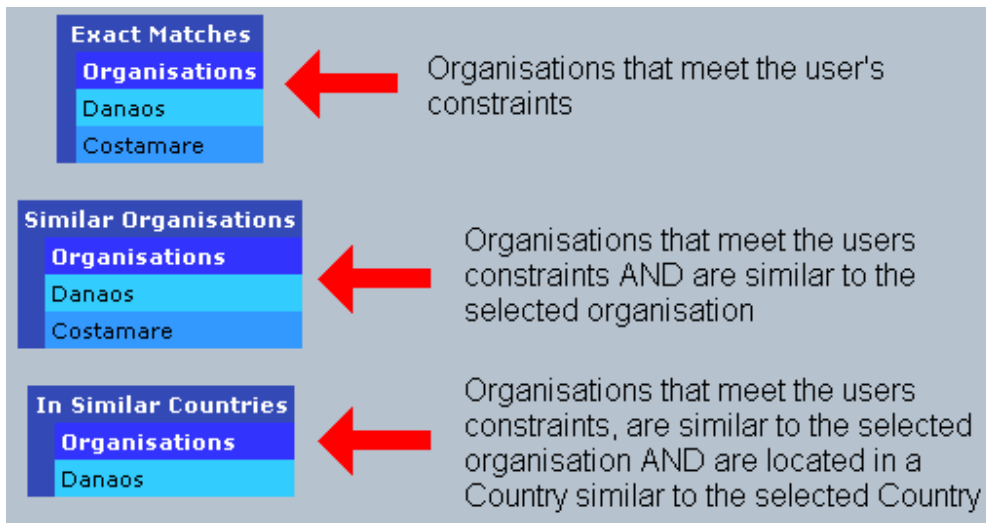 Exact Matches
Organisations
Danaos
Costamare
Organisations that meet the user's
constraints
Similar Organisations
Organisations
Danaos
Costamare
Organisations that meet the users
constraints AND are similar to the
selected organisation
In Similar Countries
Organisations
Danaos
Organisations that meet the users
constraints, are similar to the selected
organisation AND are located in a
Country similar to the selected Country